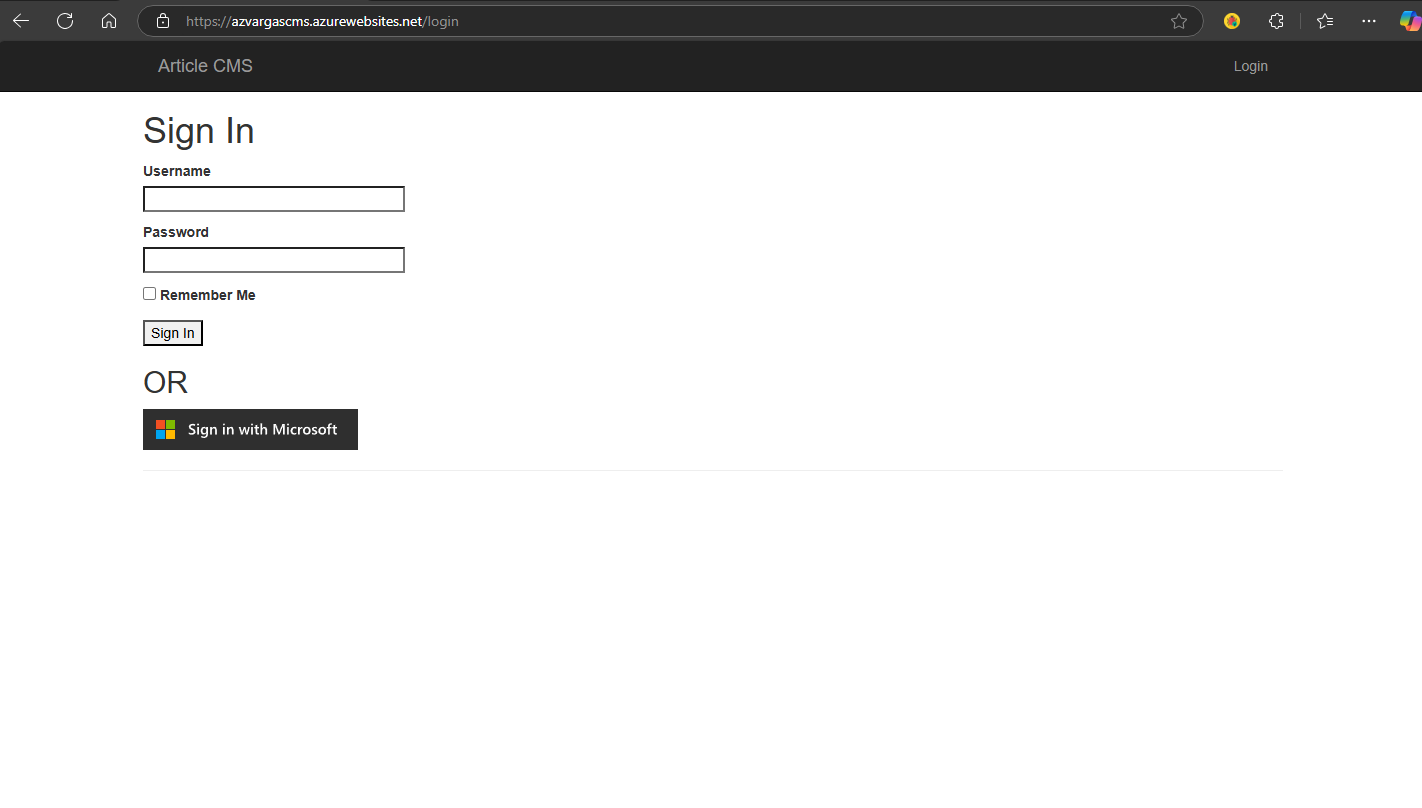 https://azvargascms.azurewebsites.net/login
Article CMS
Login
Sign In
Username
Password
Remember Me
Sign In
OR
Sign in with Microsoft